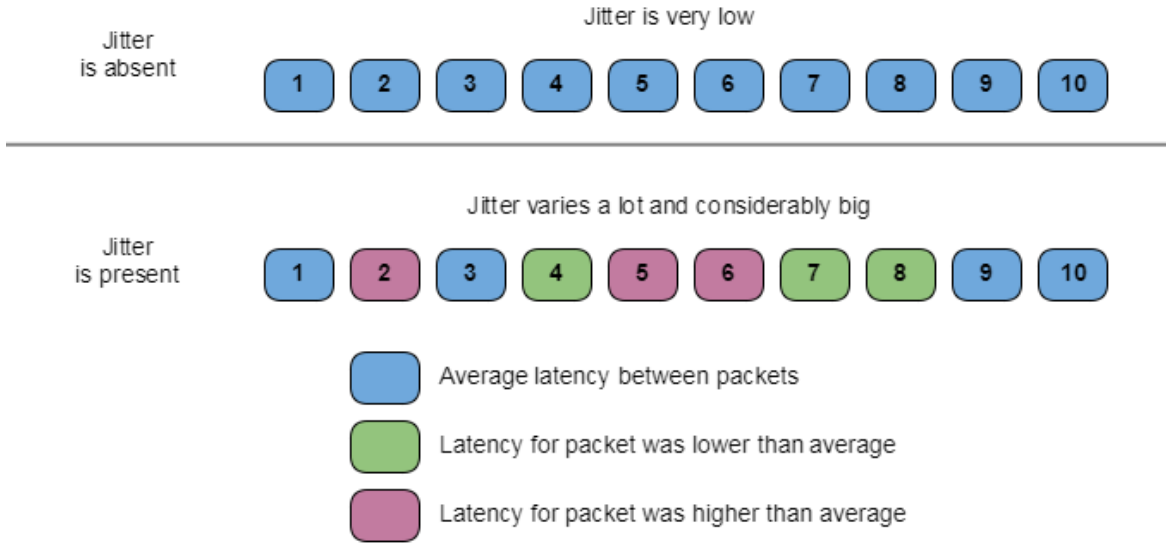 Jitter is very low
Jitter
is absent
1 2 3 4 5 6 7 8 9 10
Jitter varies a lot and considerably big
Jitter
is present
1 2 3 4 5 6 7 8 9 10
Average latency between packets
Latency for packet was lower than average
Latency for packet was higher than average